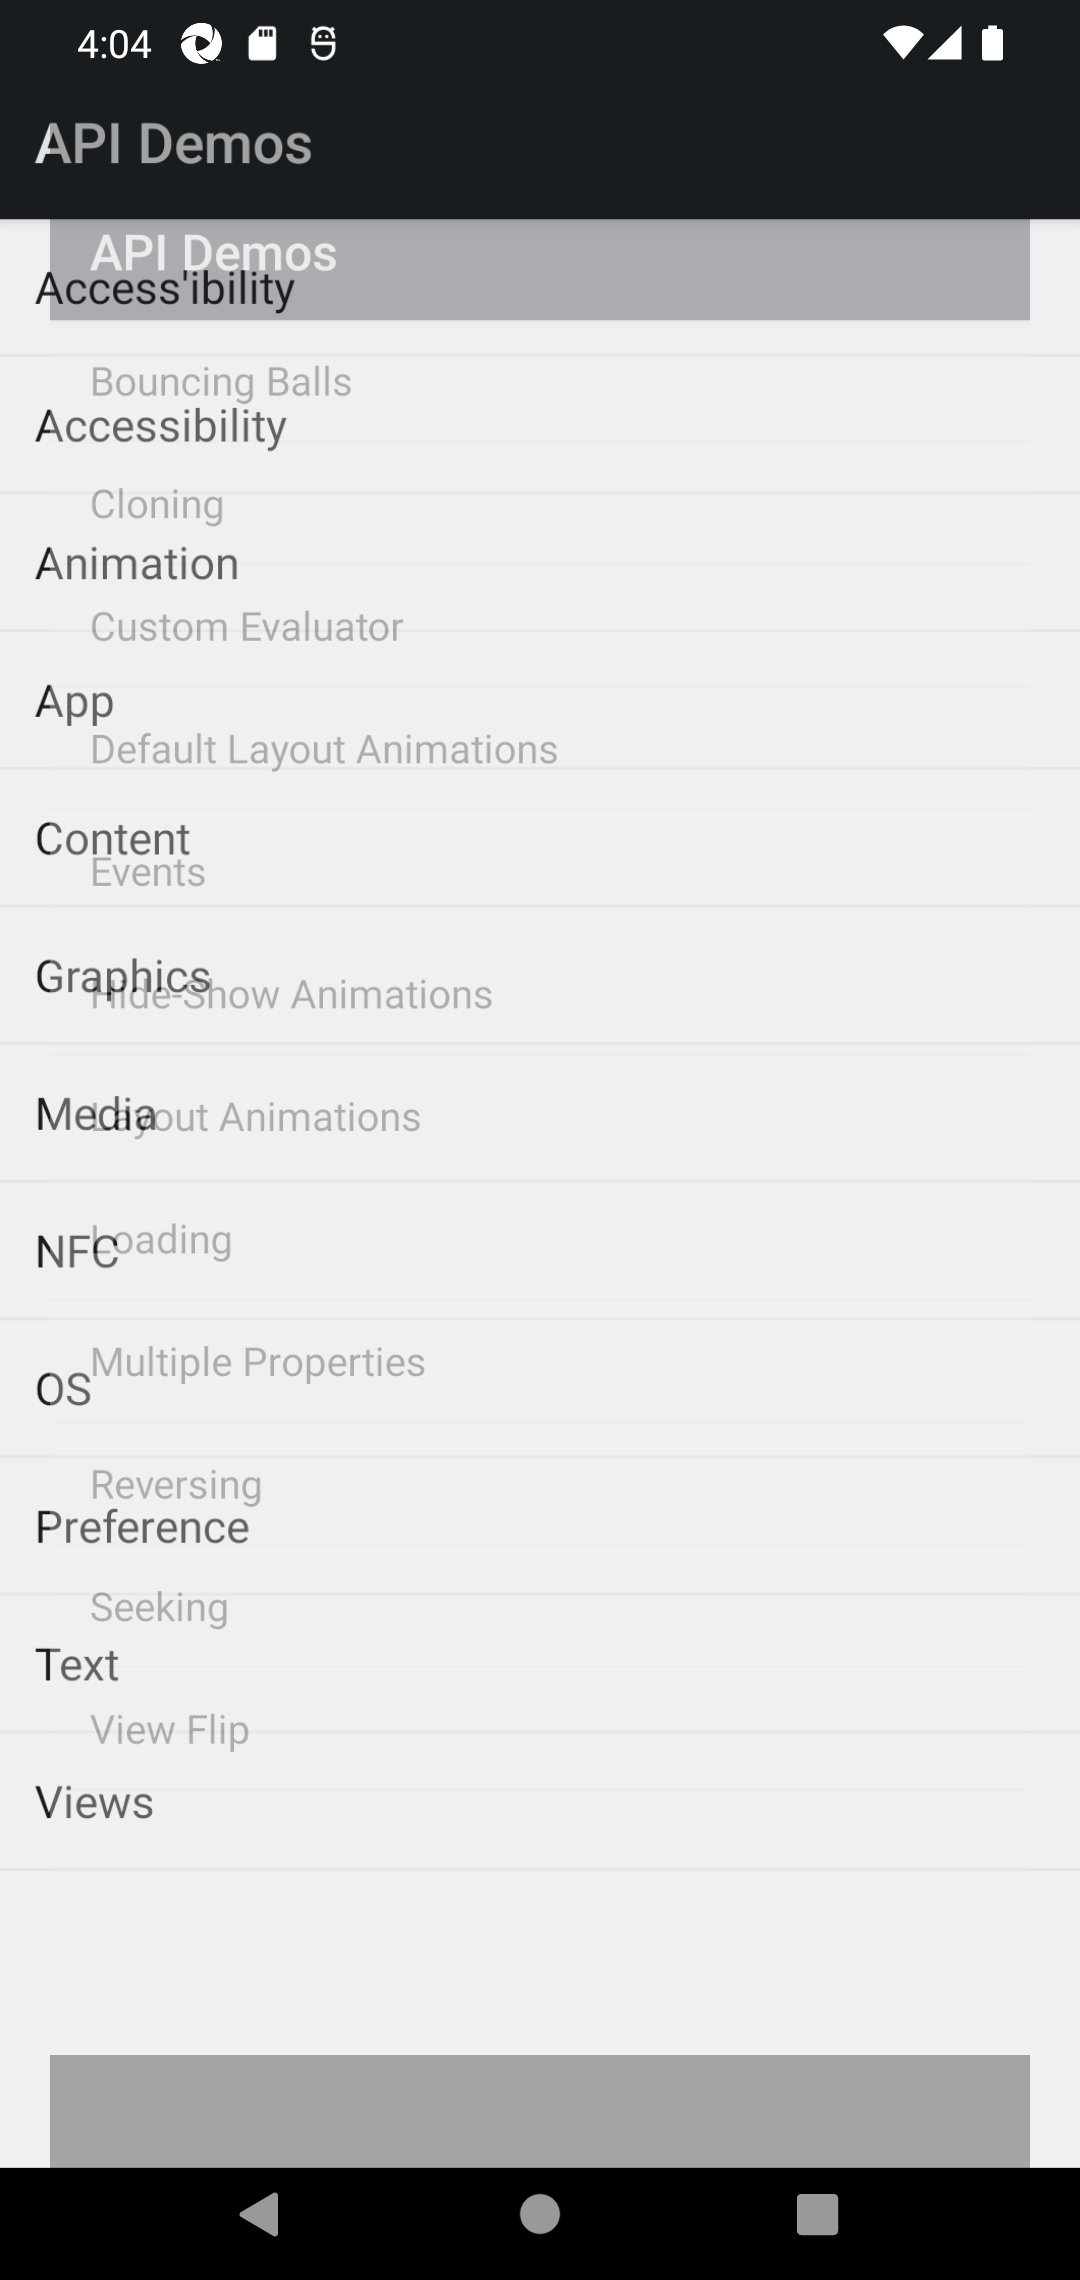 4:04
API Demos
API Demos
Access'ibility
Bouncing Balls
Accessibility
Cloning
Animation
Custom Evaluator
App
Default Layout Animations
Content
Events
Graphics
Hide-Show Animations
Media
Layout Animations
Loading
NFC
Multiple Properties
OS
Reversing
Preference
Seeking
Text
View Flip
Views